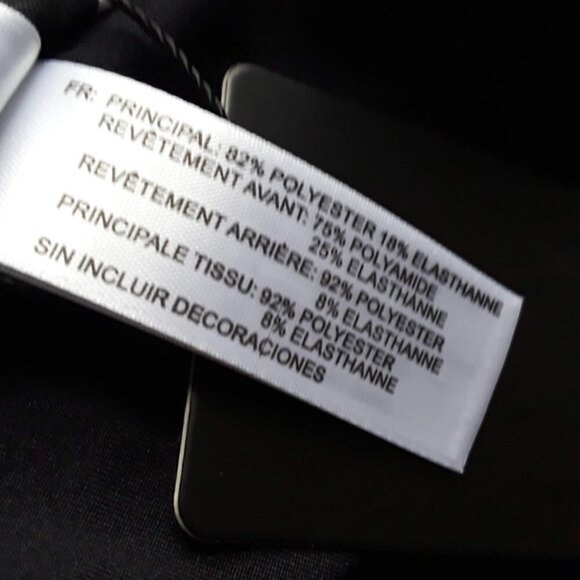 FR: PRINCIPAL: 82% POLYESTER 18% ELASTHANNE
REVÊTEMENT AVANT: 75% POLYAMIDE
25% ELASTHANNE
REVÊTEMENT ARRIÈRE: 92% POLYESTER
8% ELASTHANNE
PRINCIPALE TISSU: 92% POLYESTER
8% ELASTHANNE
SIN INCLUIR DECORAÇIONES